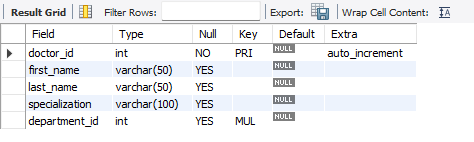 Result Grid Filter Rows: Export: Wrap Cell Content:
Field Type Null Key Default Extra
doctor_id int NO PRI NULL auto_increment
first_name varchar(50) YES NULL
last_name varchar(50) YES NULL
specialization varchar(100) YES NULL
department_id int YES MUL NULL